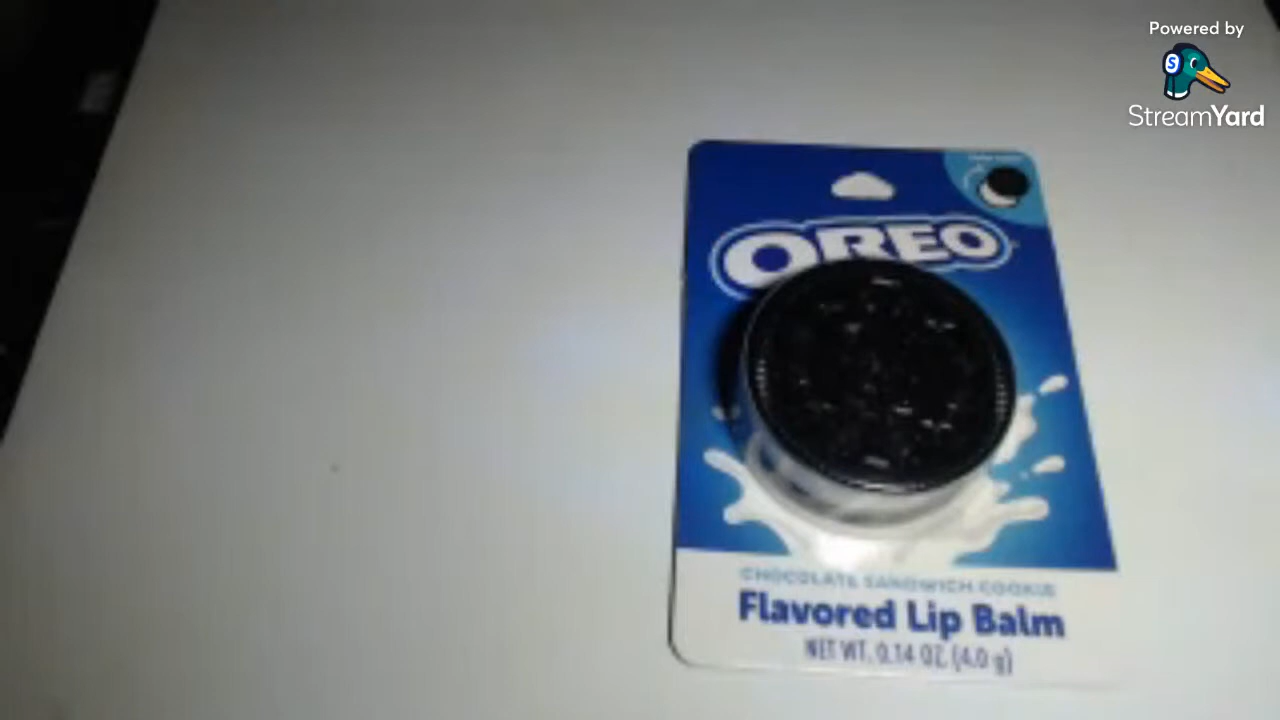 Powered by
StreamYard
OREO
CHOCOLATE SANDWICH COOKIE
Flavored Lip Balm
NET WT. 0.14 OZ. (4.0 g)